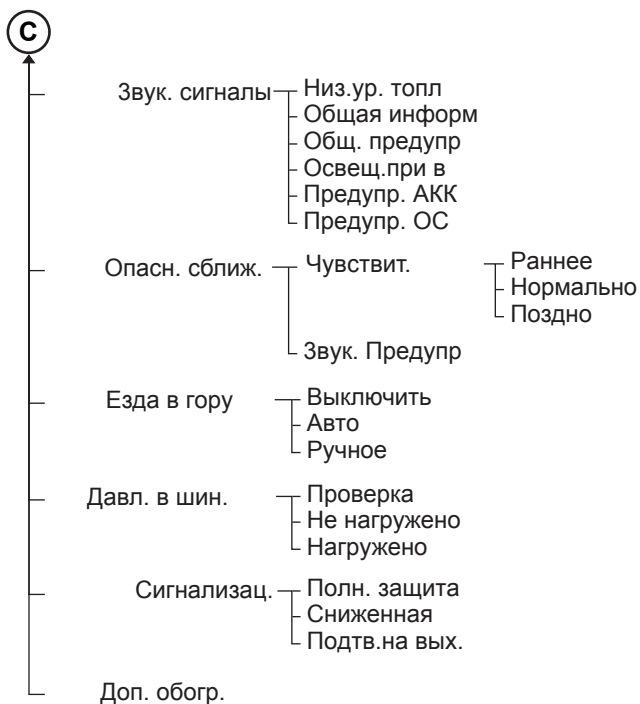 C
Звук. сигналы
Низ.ур. топл
Общая информ
Общ. предупр
Освещ.при в
Предупр. АКК
Предупр. ОС
Опасн. сближ.
Чувствит.
Раннее
Нормально
Поздно
Звук. Предупр
Езда в гору
Выключить
Авто
Ручное
Давл. в шин.
Проверка
Не нагружено
Нагружено
Сигнализац.
Полн. защита
Сниженная
Подтв.на вых.
Доп. обогр.